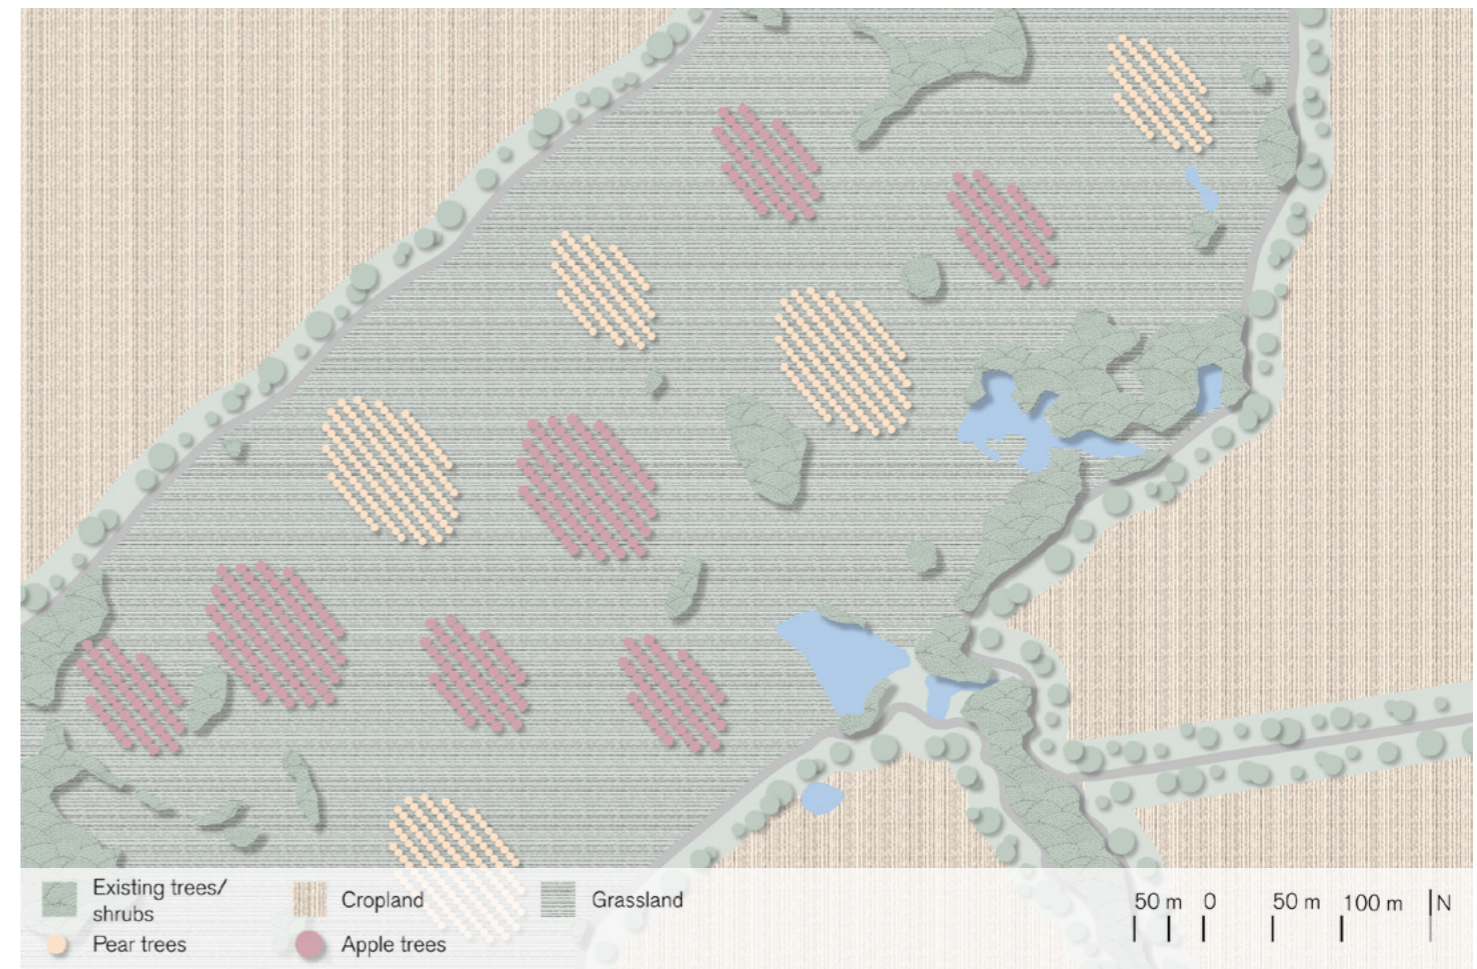 Existing trees/
shrubs
Cropland
Grassland
Pear trees
Apple trees
50 m 0 50 m 100 m N